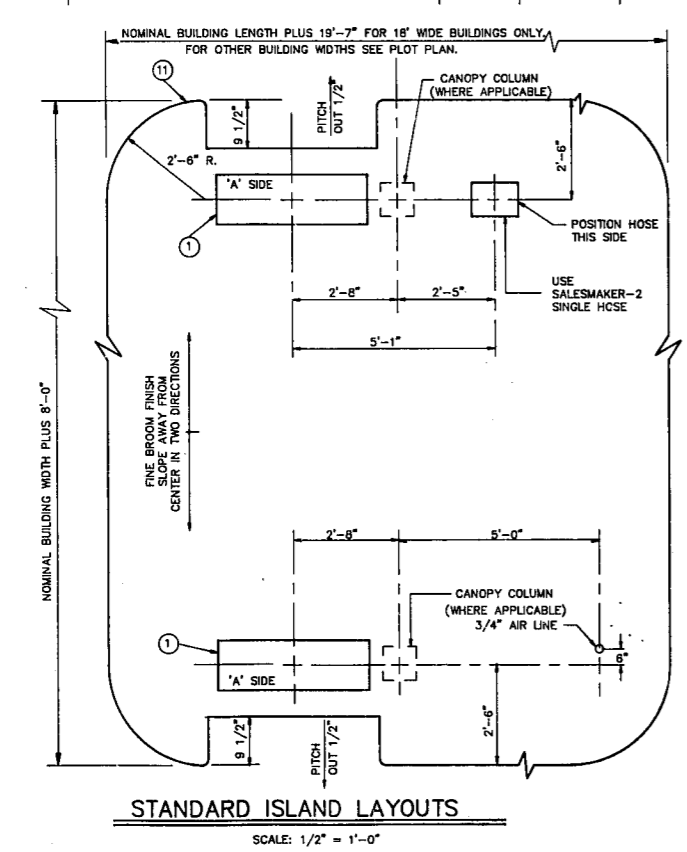 NOMINAL BUILDING LENGTH PLUS 19'-7" FOR 16' WIDE BUILDINGS ONLY.
FOR OTHER BUILDING WIDTHS SEE PLOT PLAN.
11
CANOPY COLUMN
(WHERE APPLICABLE)
9 1/2"
PITCH
OUT 1/2"
2'-6"
2'-6" R.
'A' SIDE
1
POSITION HOSE
THIS SIDE
USE
SALESMAKER-2
SINGLE HOSE
2'-8"
2'-5"
5'-1"
FINE BROOM FINISH
SLOPE AWAY FROM
CENTER IN TWO DIRECTIONS
NOMINAL BUILDING WIDTH PLUS 8'-0"
2'-8"
5'-0"
CANOPY COLUMN
(WHERE APPLICABLE)
3/4" AIR LINE
1
6"
'A' SIDE
9 1/2"
PITCH
OUT 1/2"
2'-6"
STANDARD ISLAND LAYOUTS
SCALE: 1/2" = 1'-0"